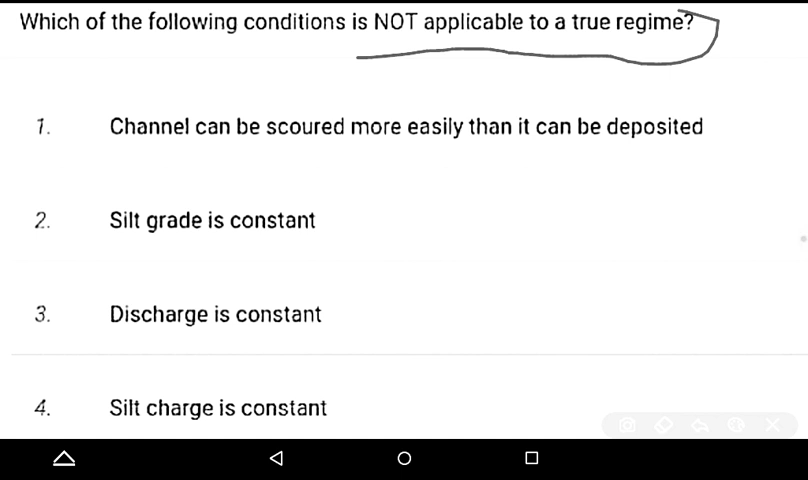 Which of the following conditions is NOT applicable to a true regime?
1. Channel can be scoured more easily than it can be deposited
2. Silt grade is constant
3. Discharge is constant
4. Silt charge is constant